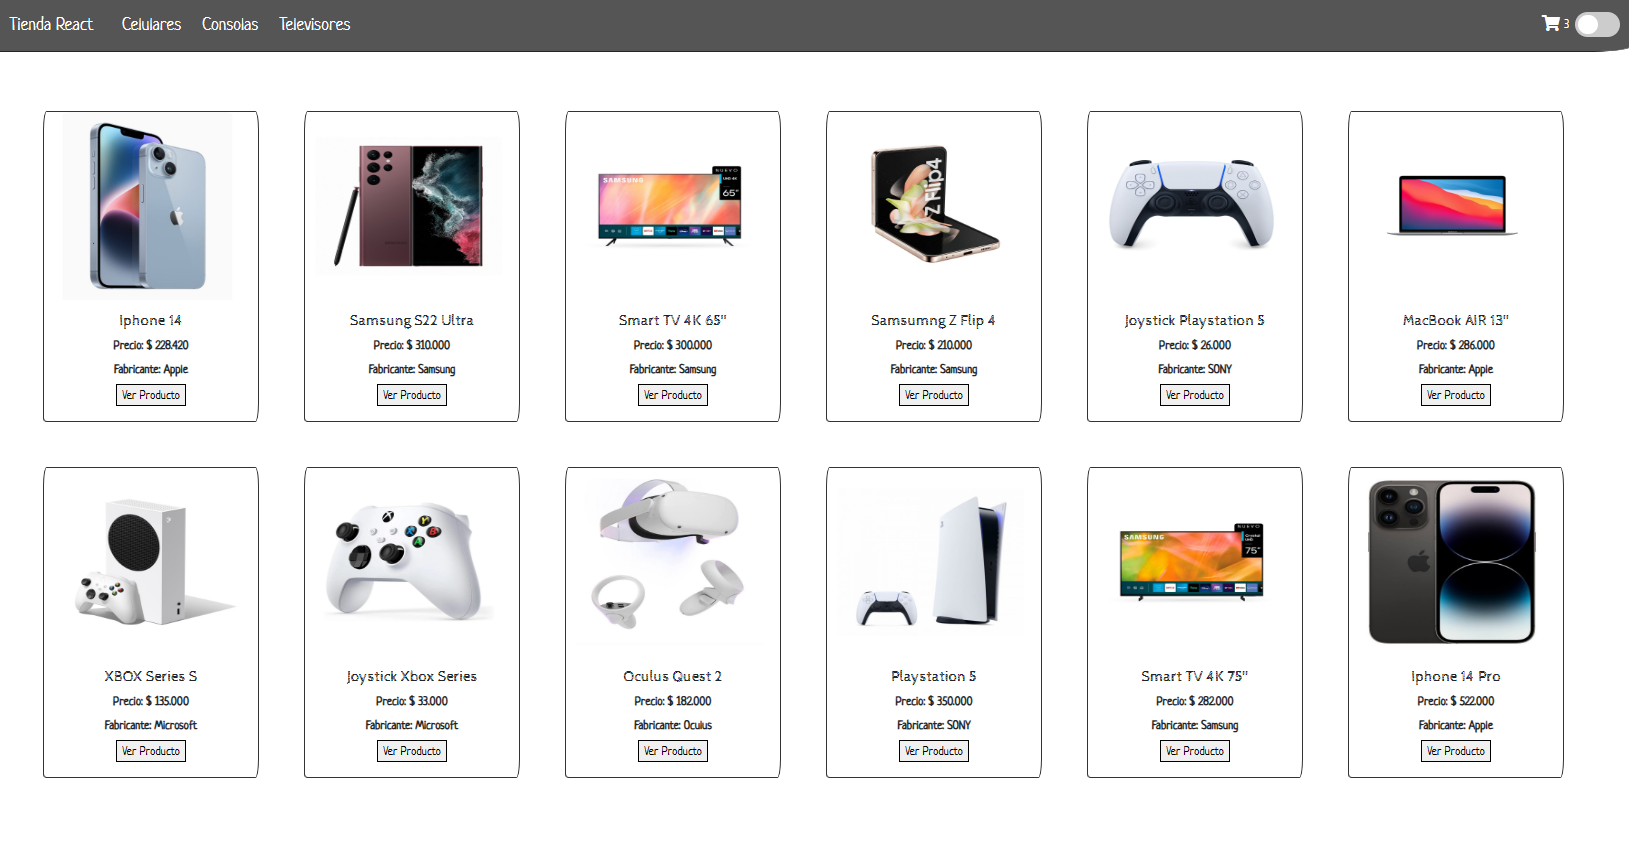 Tienda React Celulares Consolas Televisores 3
SAMSUNG NUEVO UHD 4K 65"
Z Flip4
Iphone 14 Samsung S22 Ultra Smart TV 4K 65" Samsumng Z Flip 4 Joystick Playstation 5 MacBook AIR 13"
Precio: $ 228.420 Precio: $ 310.000 Precio: $ 300.000 Precio: $ 210.000 Precio: $ 26.000 Precio: $ 286.000
Fabricante: Apple Fabricante: Samsung Fabricante: Samsung Fabricante: Samsung Fabricante: SONY Fabricante: Apple
Ver Producto Ver Producto Ver Producto Ver Producto Ver Producto Ver Producto
X Y B A
SAMSUNG NUEVO Crystal UHD 75"
XBOX Series S Joystick Xbox Series Oculus Quest 2 Playstation 5 Smart TV 4K 75" Iphone 14 Pro
Precio: $ 135.000 Precio: $ 33.000 Precio: $ 182.000 Precio: $ 350.000 Precio: $ 282.000 Precio: $ 522.000
Fabricante: Microsoft Fabricante: Microsoft Fabricante: Oculus Fabricante: SONY Fabricante: Samsung Fabricante: Apple
Ver Producto Ver Producto Ver Producto Ver Producto Ver Producto Ver Producto